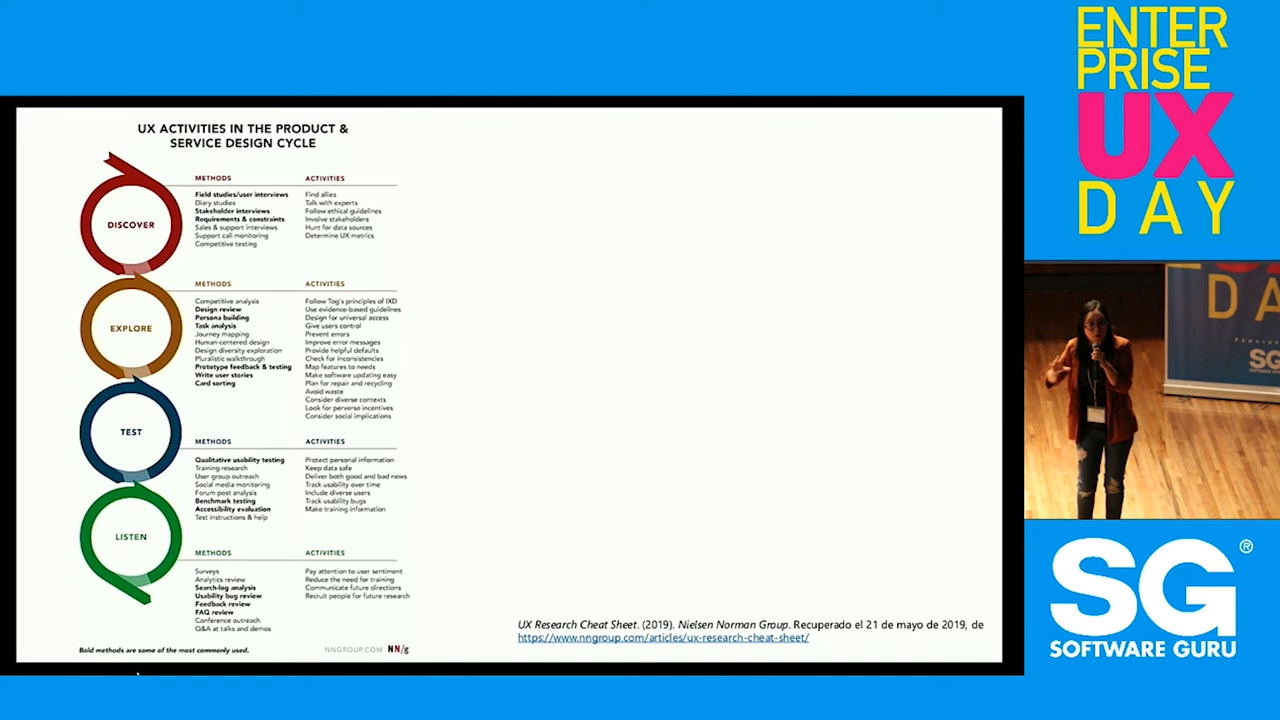 UX ACTIVITIES IN THE PRODUCT &
SERVICE DESIGN CYCLE
DISCOVER
METHODS
Field studies/user interviews
Diary studies
Stakeholder interviews
Requirements & constraints
Sales & support interviews
Support call monitoring
Competitive testing
ACTIVITIES
Find allies
Talk with experts
Follow ethical guidelines
Involve stakeholders
Hunt for data sources
Determine UX metrics
EXPLORE
METHODS
Competitive analysis
Design review
Persona building
Task analysis
Journey mapping
Human-centered design
Design diversity exploration
Pluralistic walkthrough
Prototype feedback & testing
Write user stories
Card sorting
ACTIVITIES
Follow Tog's principles of IXD
Use evidence-based guidelines
Design for universal access
Give users control
Prevent errors
Improve error messages
Provide helpful defaults
Check for inconsistencies
Map features to needs
Make software updating easy
Plan for repair and recycling
Avoid waste
Consider diverse contexts
Look for perverse incentives
Consider social implications
TEST
METHODS
Qualitative usability testing
Training research
User group outreach
Social media monitoring
Forum post analysis
Benchmark testing
Accessibility evaluation
Test instructions & help
ACTIVITIES
Protect personal information
Keep data safe
Deliver both good and bad news
Track usability over time
Include diverse users
Track usability bugs
Make training information
LISTEN
METHODS
Surveys
Analytics review
Search-log analysis
Usability bug review
Feedback review
FAQ review
Conference outreach
Q&A at talks and demos
ACTIVITIES
Pay attention to user sentiment
Reduce the need for training
Communicate future directions
Recruit people for future research
Bold methods are some of the most commonly used.
NNGROUP.COM NN/g
UX Research Cheat Sheet. (2019). Nielsen Norman Group. Recuperado el 21 de mayo de 2019, de
https://www.nngroup.com/articles/ux-research-cheat-sheet/
ENTER
PRISE
UX
DAY
DA
SG
SG®
SOFTWARE GURU